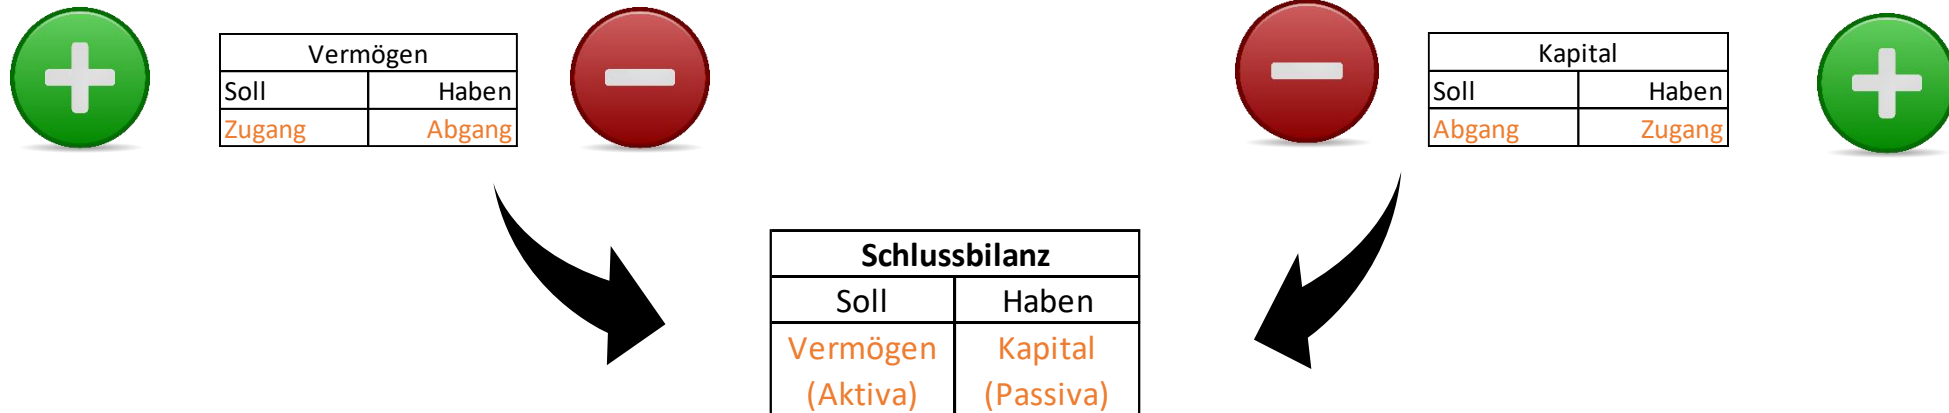 Vermögen
Soll Haben
Zugang Abgang
Kapital
Soll Haben
Abgang Zugang
Schlussbilanz
Soll Haben
Vermögen Kapital
(Aktiva) (Passiva)